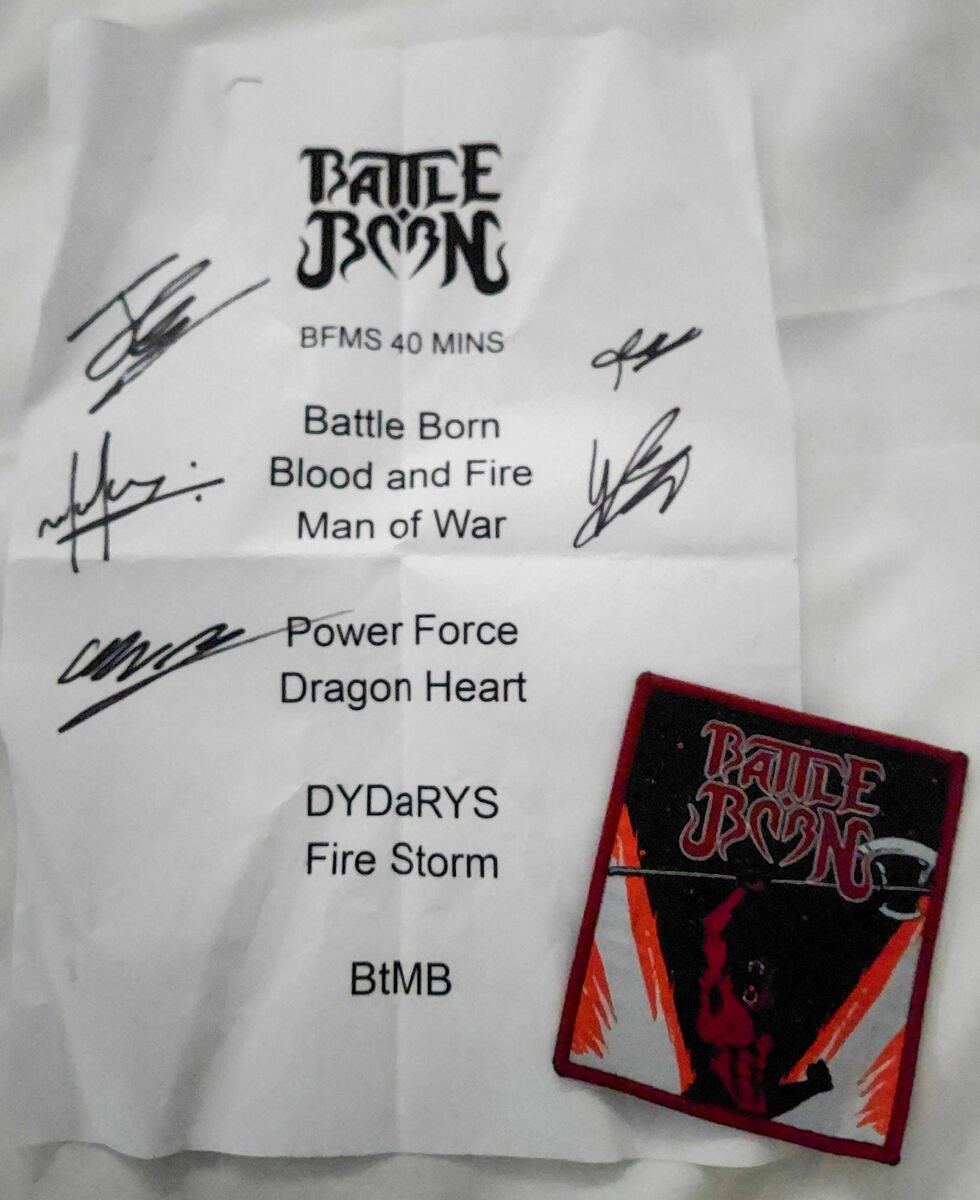 BATTLE
BORN
BFMS 40 MINS
Battle Born
Blood and Fire
Man of War
Power Force
Dragon Heart
DYDaRYS
Fire Storm
BtMB
BATTLE
BORN